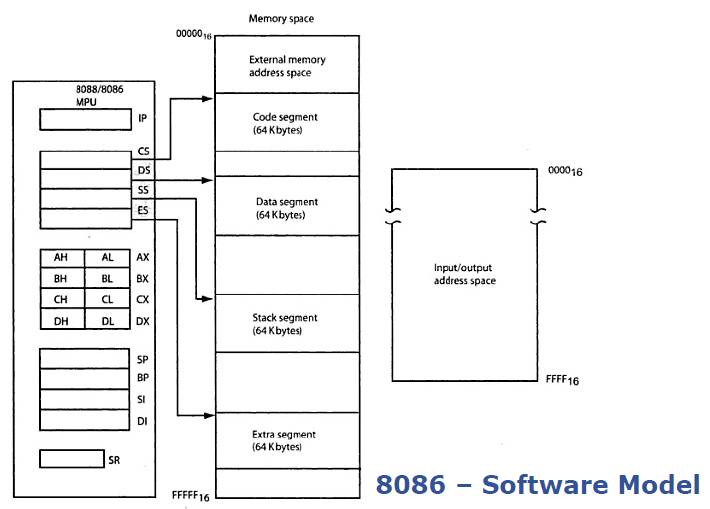 Memory space
00000₁₆
External memory
address space
8088/8086
MPU
IP
Code segment
(64 Kbytes)
CS
DS
SS
ES
Data segment
(64 Kbytes)
0000₁₆
AH AL AX
BH BL BX
CH CL CX
DH DL DX
Input/output
address space
Stack segment
(64 Kbytes)
SP
BP
SI
DI
FFFF₁₆
Extra segment
(64 Kbytes)
SR
FFFFF₁₆
8086 – Software Model